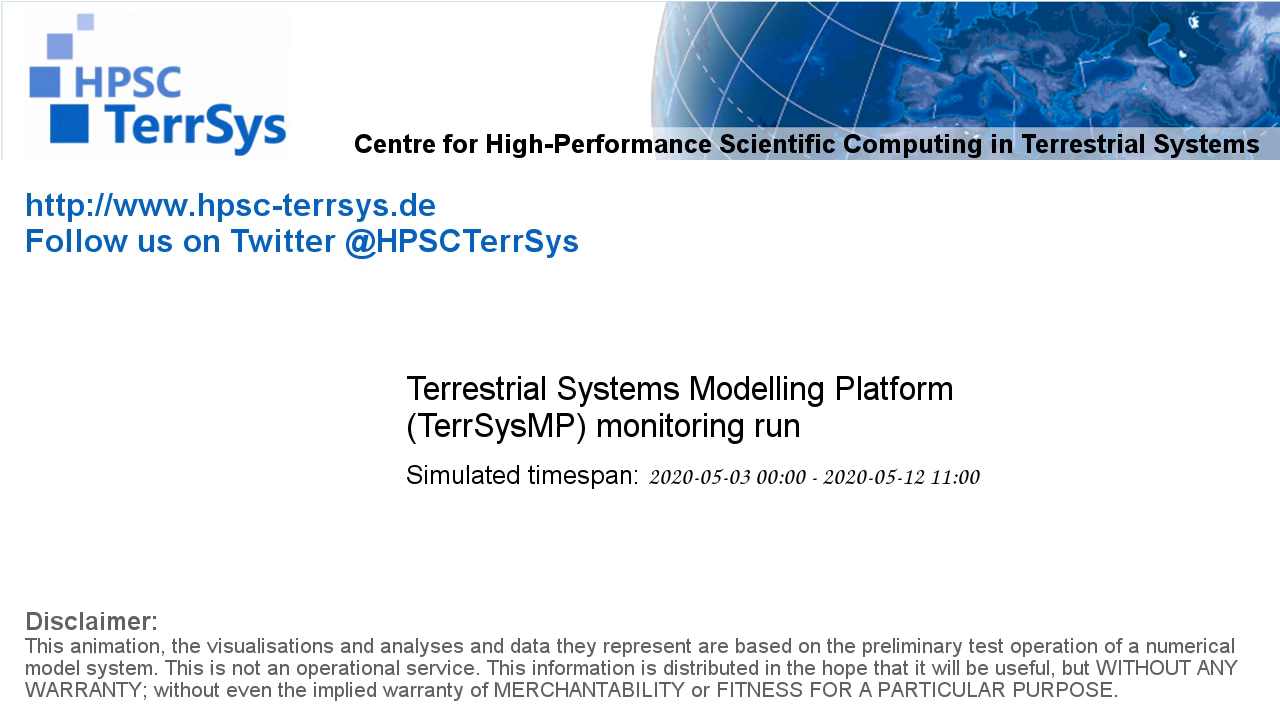 HPSC
TerrSys
Centre for High-Performance Scientific Computing in Terrestrial Systems
http://www.hpsc-terrsys.de
Follow us on Twitter @HPSCTerrSys
Terrestrial Systems Modelling Platform
(TerrSysMP) monitoring run
Simulated timespan: 2020-05-03 00:00 - 2020-05-12 11:00
Disclaimer:
This animation, the visualisations and analyses and data they represent are based on the preliminary test operation of a numerical
model system. This is not an operational service. This information is distributed in the hope that it will be useful, but WITHOUT ANY
WARRANTY; without even the implied warranty of MERCHANTABILITY or FITNESS FOR A PARTICULAR PURPOSE.